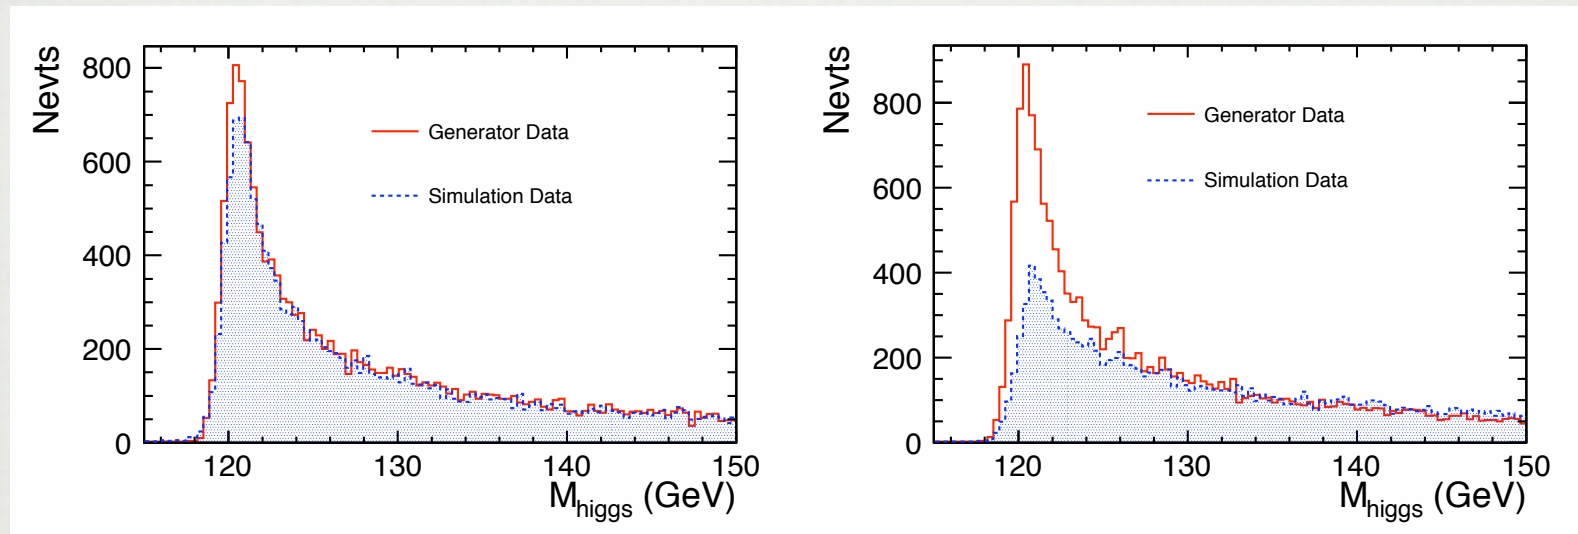 Nevts
800
600
400
200
0
Generator Data
Simulation Data
120 130 140 150
Mhiggs (GeV)
Nevts
800
600
400
200
0
Generator Data
Simulation Data
120 130 140 150
Mhiggs (GeV)